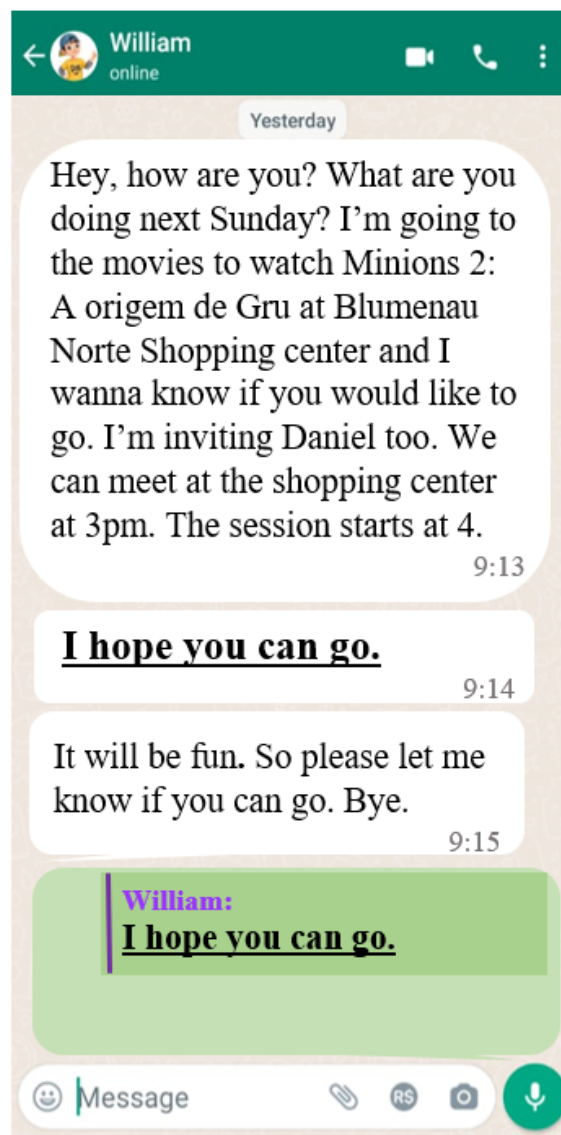 William
online
Yesterday
Hey, how are you? What are you
doing next Sunday? I’m going to
the movies to watch Minions 2:
A origem de Gru at Blumenau
Norte Shopping center and I
wanna know if you would like to
go. I’m inviting Daniel too. We
can meet at the shopping center
at 3pm. The session starts at 4.
9:13
I hope you can go.
9:14
It will be fun. So please let me
know if you can go. Bye.
9:15
William:
I hope you can go.
Message
RS